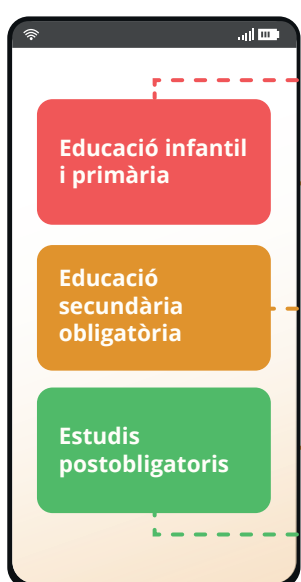 Educació infantil
i primària
Educació
secundària
obligatòria
Estudis
postobligatoris